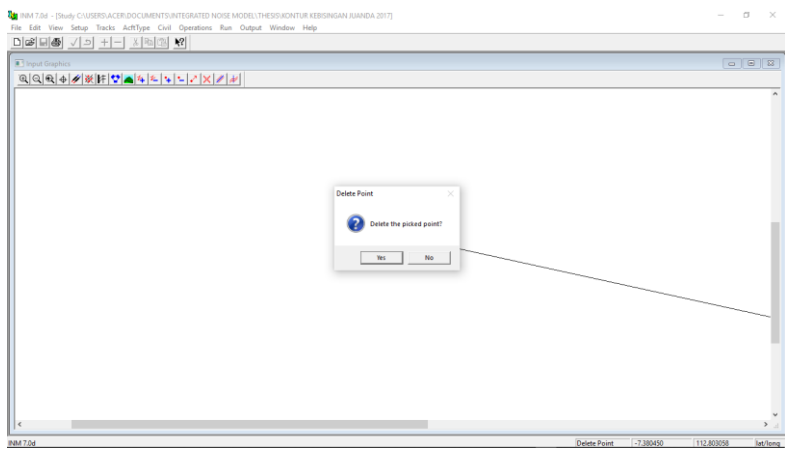 INM 7.0d - [Study C:\USERS\ACER\DOCUMENTS\INTEGRATED NOISE MODEL\THESIS\KONTUR KEBISINGAN JUANDA 2017]
File Edit View Setup Tracks AcftType Civil Operations Run Output Window Help
Input Graphics
Delete Point
Delete the picked point?
Yes No
INM 7.0d Delete Point -7.380450 112.803058 lat/long